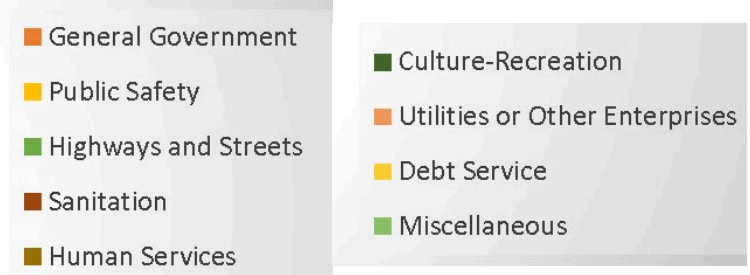 General Government
Public Safety
Highways and Streets
Sanitation
Human Services
Culture-Recreation
Utilities or Other Enterprises
Debt Service
Miscellaneous